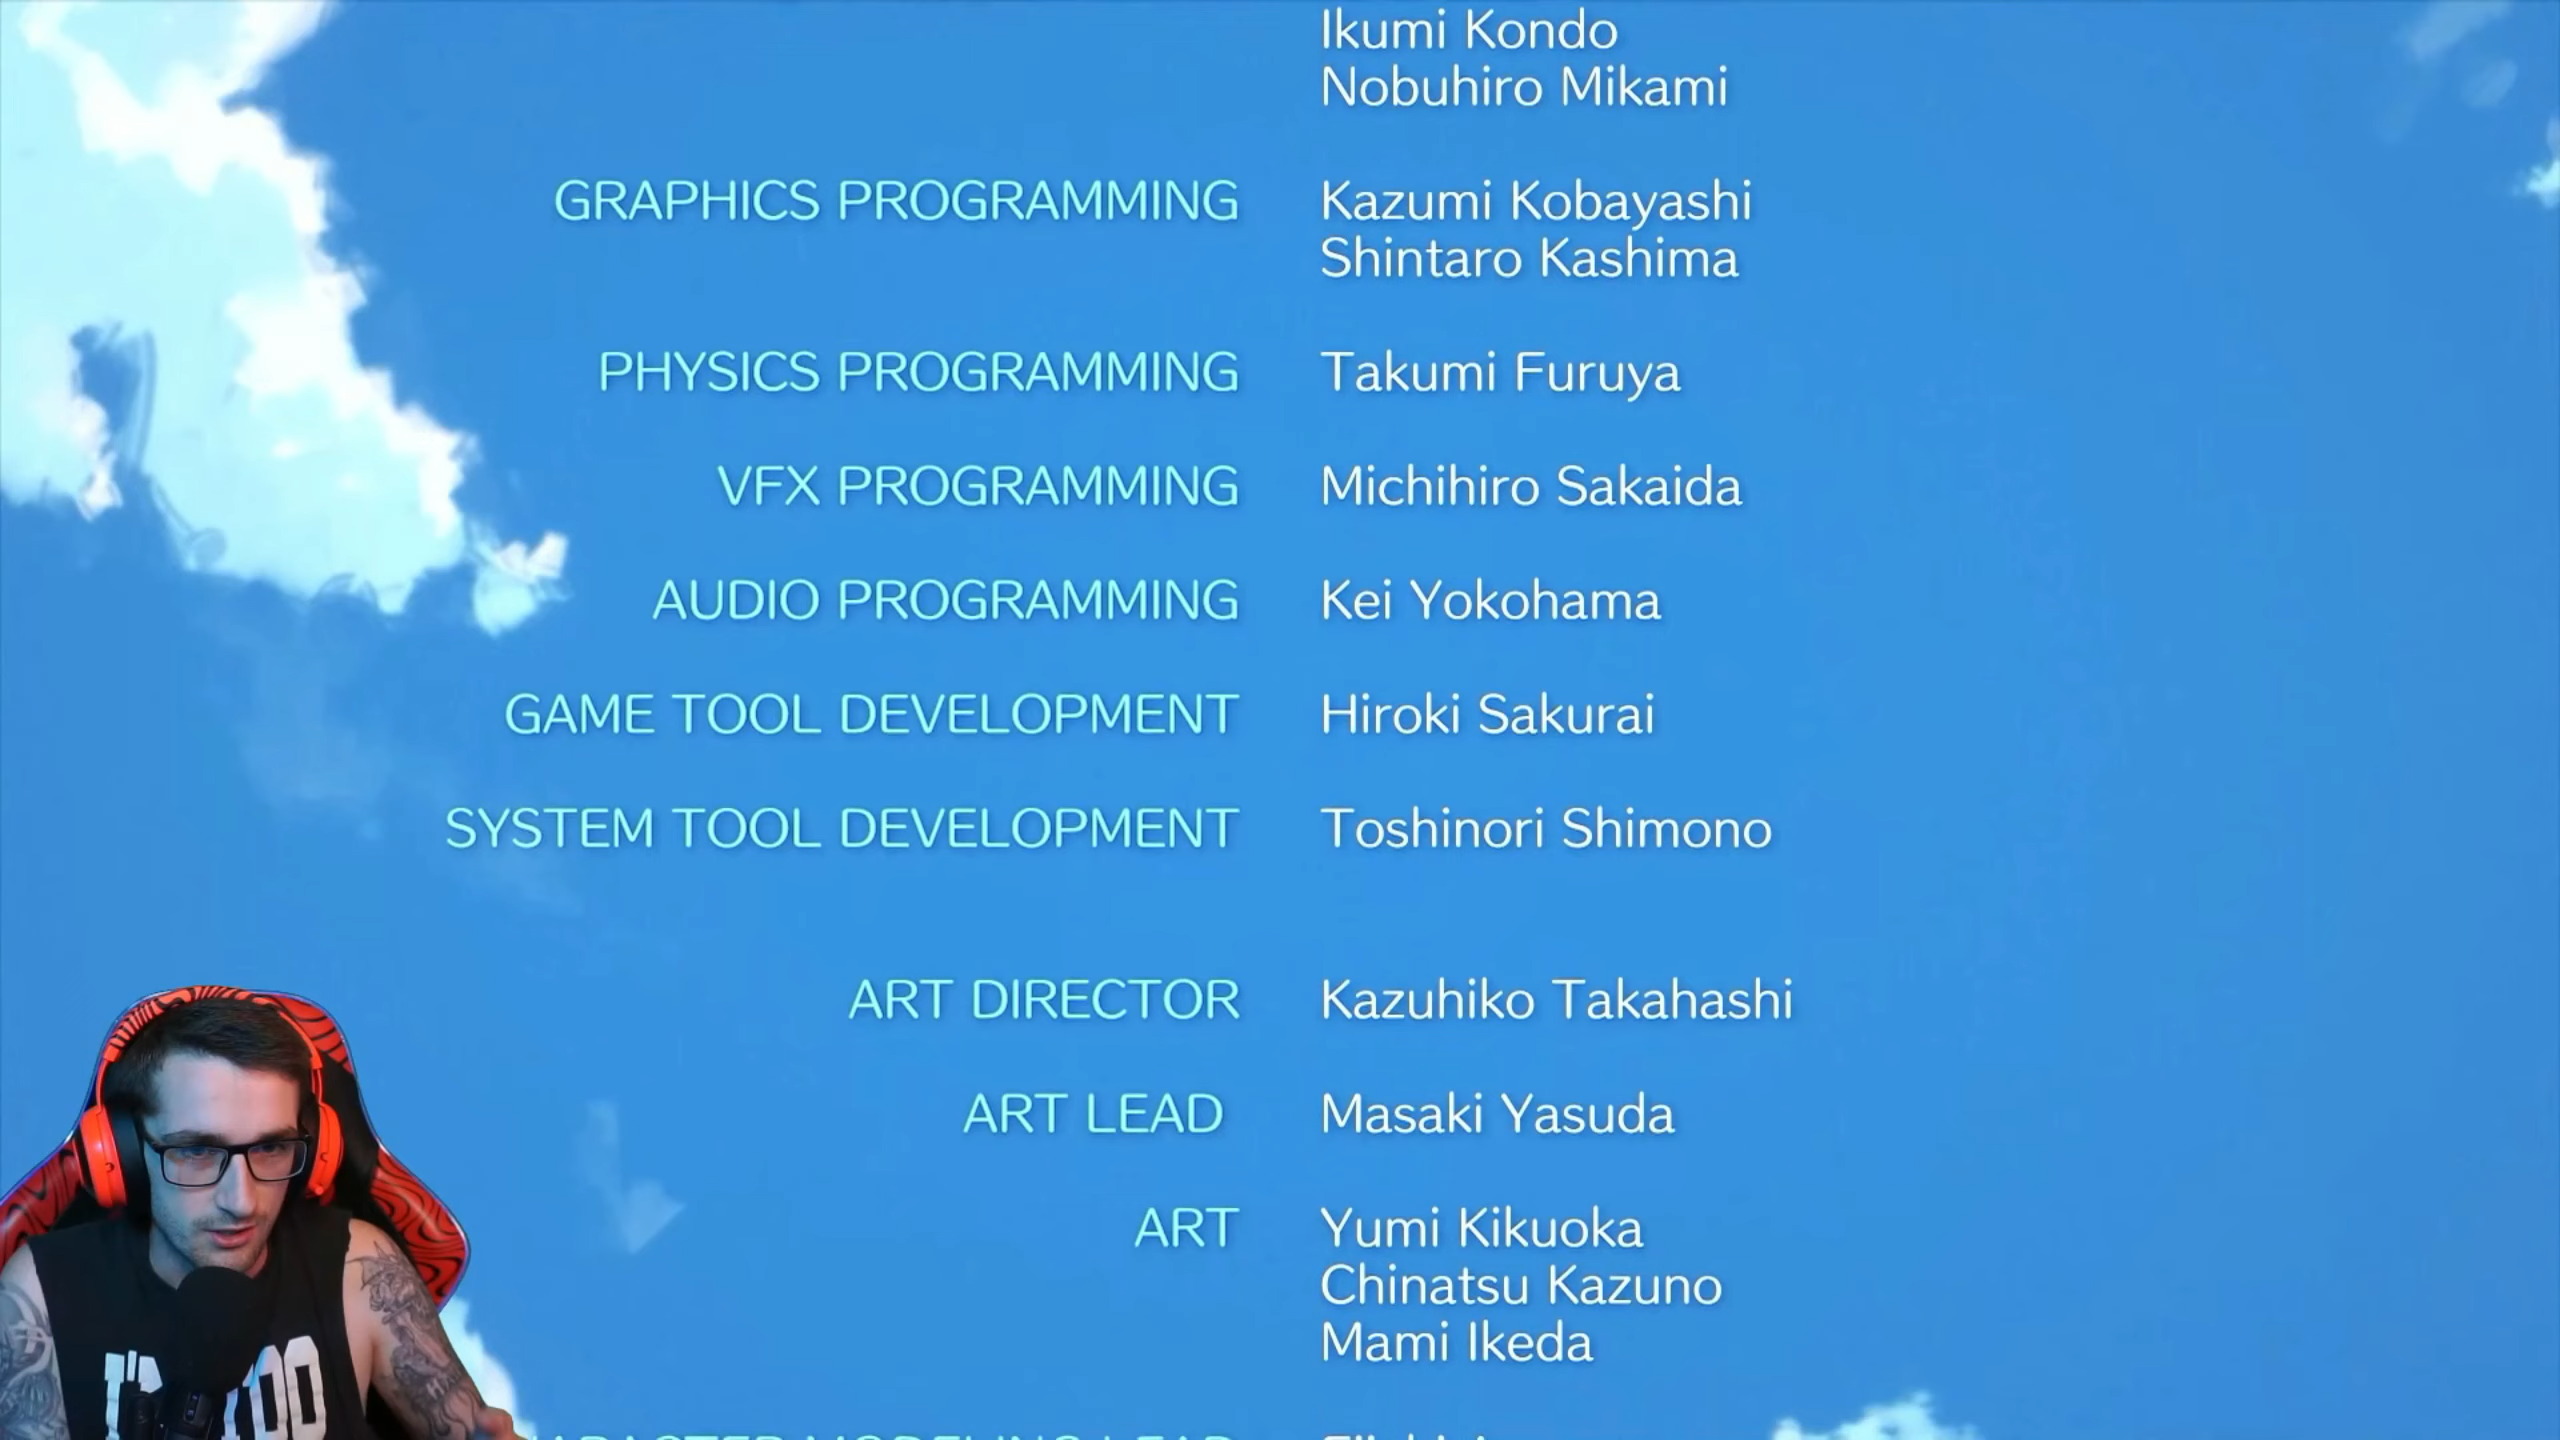 Ikumi Kondo
Nobuhiro Mikami
GRAPHICS PROGRAMMING Kazumi Kobayashi
Shintaro Kashima
PHYSICS PROGRAMMING Takumi Furuya
VFX PROGRAMMING Michihiro Sakaida
AUDIO PROGRAMMING Kei Yokohama
GAME TOOL DEVELOPMENT Hiroki Sakurai
SYSTEM TOOL DEVELOPMENT Toshinori Shimono
ART DIRECTOR Kazuhiko Takahashi
ART LEAD Masaki Yasuda
ART Yumi Kikuoka
Chinatsu Kazuno
Mami Ikeda
MODELING LEAD